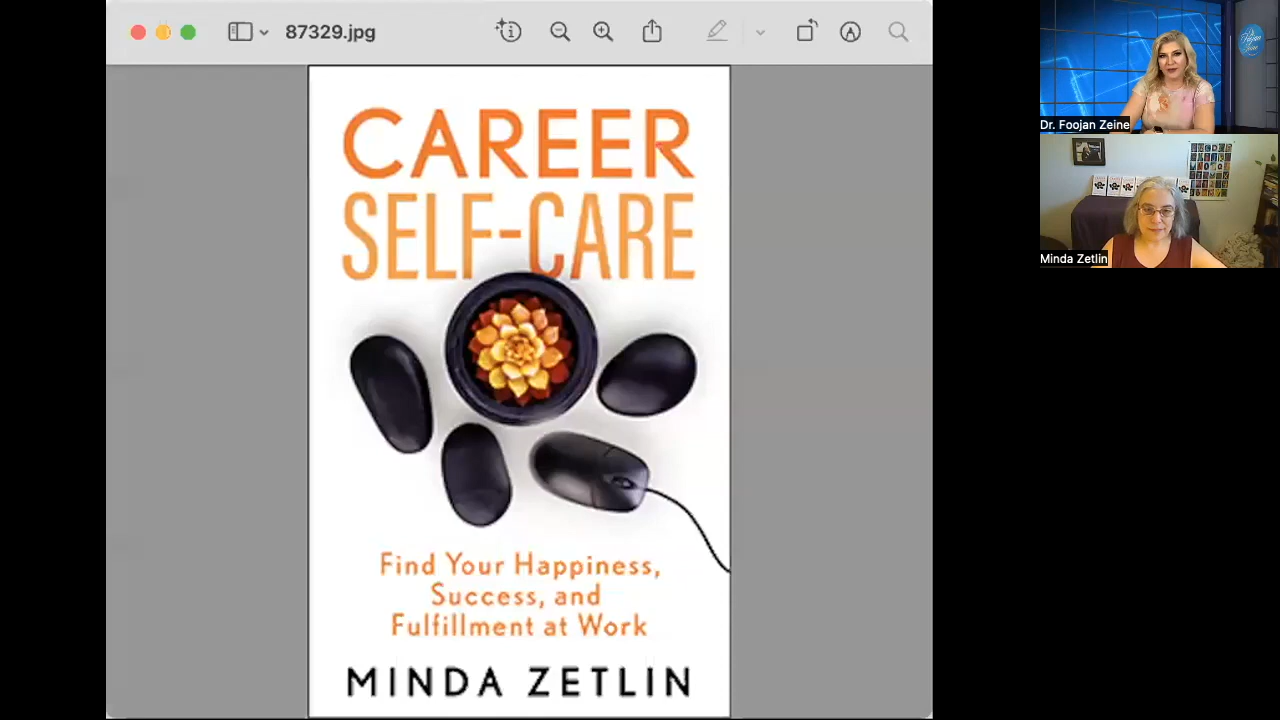 87329.jpg
CAREER
SELF-CARE
Find Your Happiness,
Success, and
Fulfillment at Work
MINDA ZETLIN
Dr. Foojan Zeine
Minda Zetlin